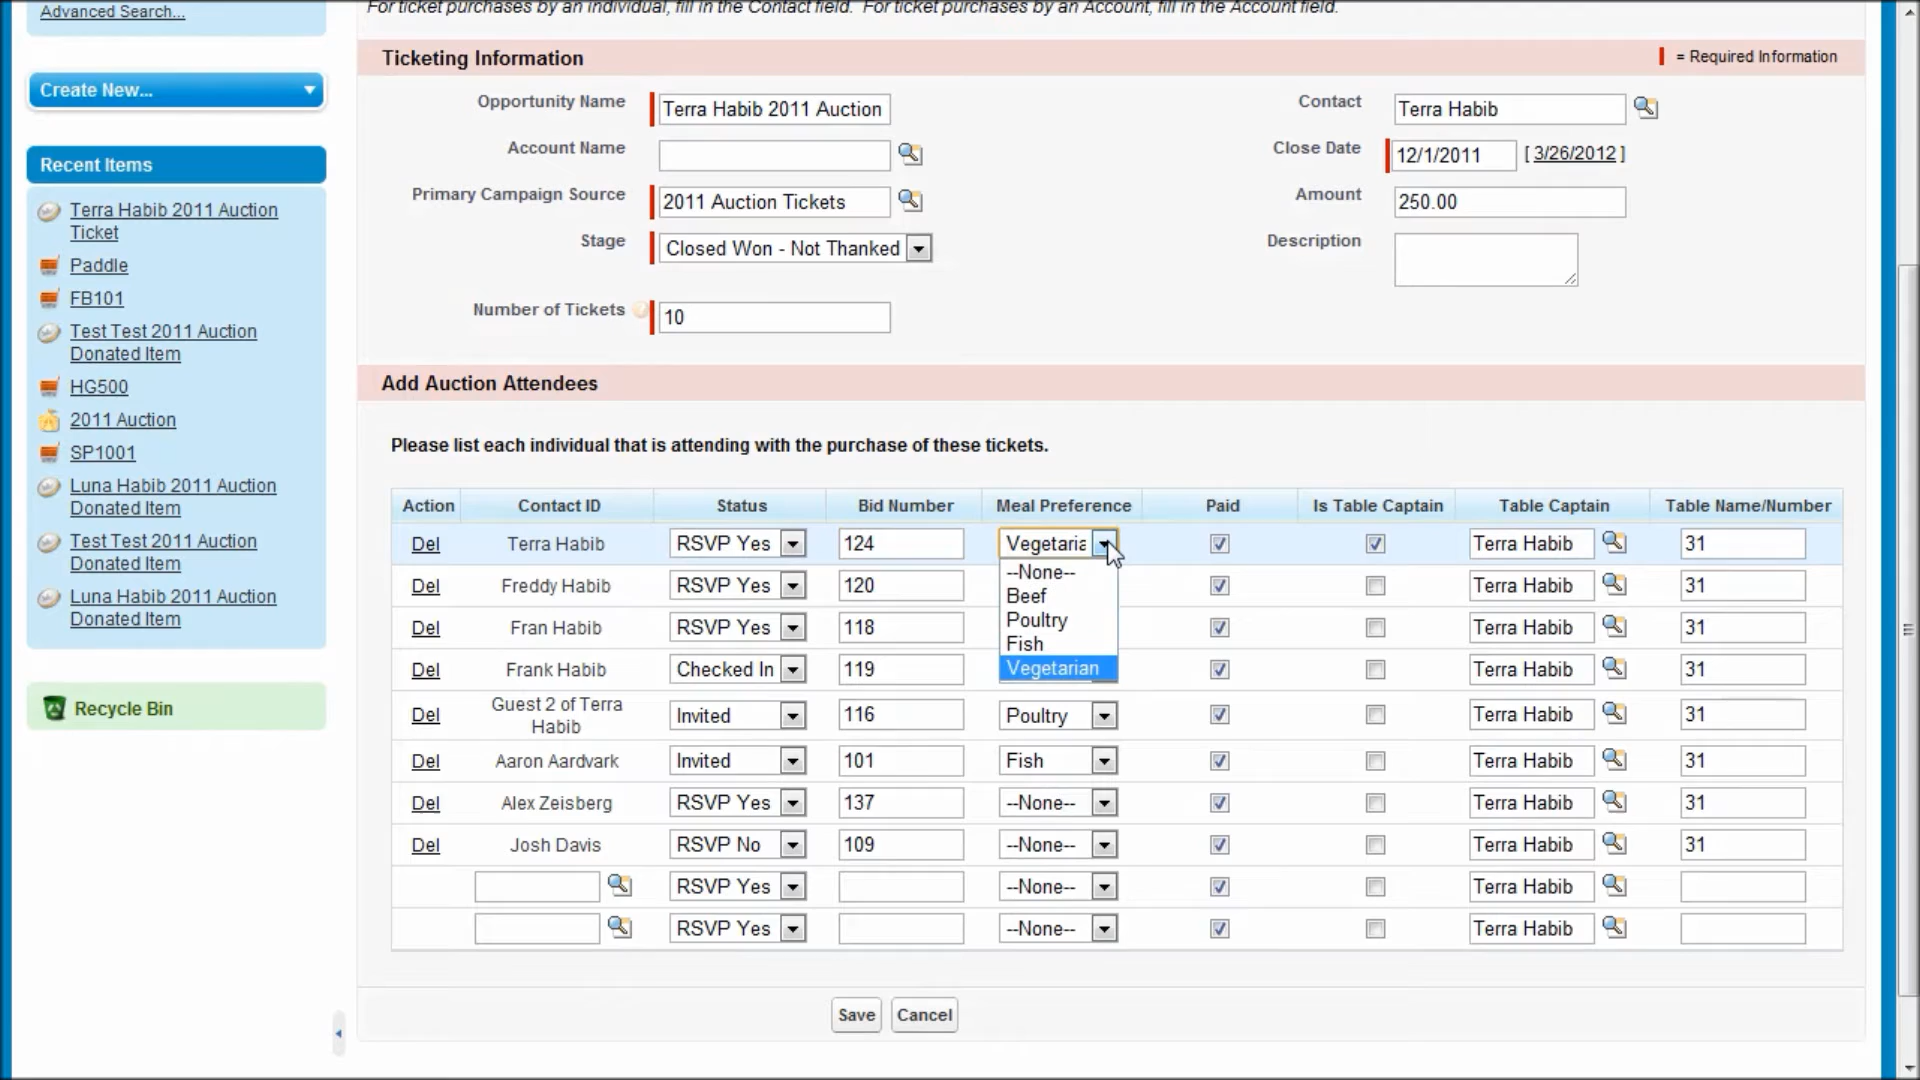 Advanced Search...
For ticket purchases by an individual, fill in the Contact field.  For ticket purchases by an Account, fill in the Account field.
Create New...
Recent Items
Terra Habib 2011 Auction
Ticket
Paddle
FB101
Test Test 2011 Auction
Donated Item
HG500
2011 Auction
SP1001
Luna Habib 2011 Auction
Donated Item
Test Test 2011 Auction
Donated Item
Luna Habib 2011 Auction
Donated Item
Recycle Bin
Ticketing Information = Required Information
Opportunity Name Terra Habib 2011 Auction Contact Terra Habib
Account Name Close Date 12/1/2011 [ 3/26/2012 ]
Primary Campaign Source 2011 Auction Tickets Amount 250.00
Stage Closed Won - Not Thanked Description
Number of Tickets 10
Add Auction Attendees
Please list each individual that is attending with the purchase of these tickets.
Action Contact ID Status Bid Number Meal Preference Paid Is Table Captain Table Captain Table Name/Number
Del Terra Habib RSVP Yes 124 Vegetaria Terra Habib 31
--None--
Beef
Poultry
Fish
Vegetarian
Del Freddy Habib RSVP Yes 120 Terra Habib 31
Del Fran Habib RSVP Yes 118 Terra Habib 31
Del Frank Habib Checked In 119 Terra Habib 31
Del Guest 2 of Terra Habib Invited 116 Poultry Terra Habib 31
Del Aaron Aardvark Invited 101 Fish Terra Habib 31
Del Alex Zeisberg RSVP Yes 137 --None-- Terra Habib 31
Del Josh Davis RSVP No 109 --None-- Terra Habib 31
RSVP Yes --None-- Terra Habib
RSVP Yes --None-- Terra Habib
Save Cancel